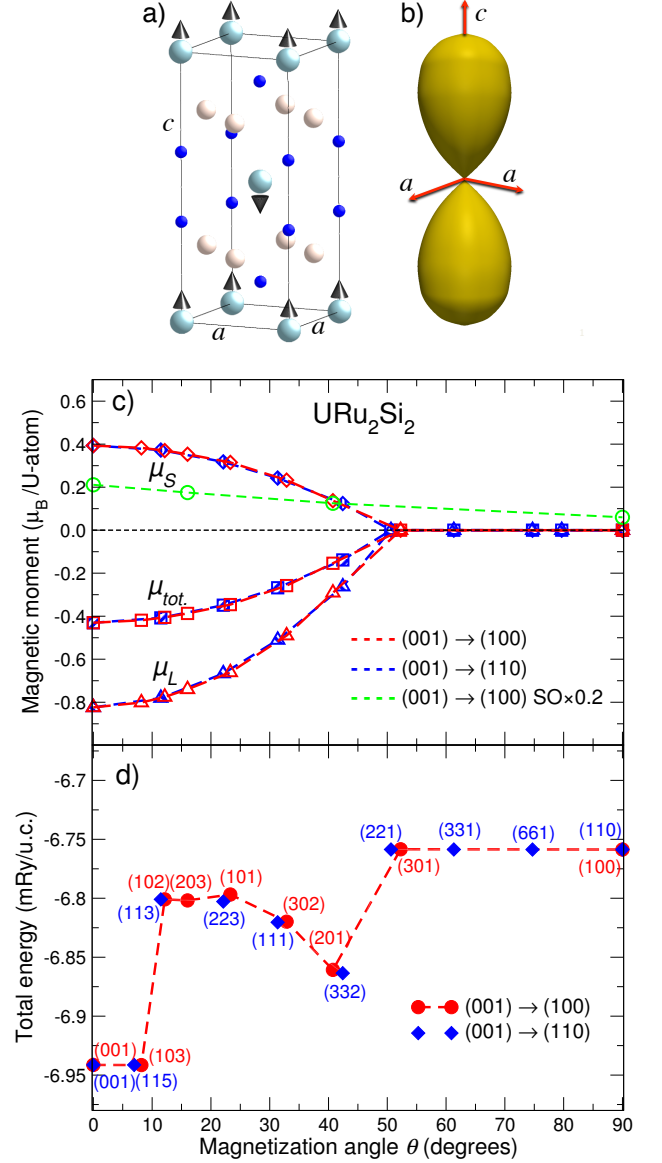 a)
b)
c
c
a
a
a
a
c)
URu2Si2
0.6
0.4
0.2
0.0
-0.2
-0.4
-0.6
-0.8
Magnetic moment (μB/U-atom)
μS
μtot.
μL
(001) → (100)
(001) → (110)
(001) → (100) SO×0.2
d)
-6.7
-6.75
-6.8
-6.85
-6.9
-6.95
Total energy (mRy/u.c.)
(221) (331) (661) (110)
(301) (100)
(102) (203) (101)
(113) (223) (302)
(111) (201)
(332)
(001) → (100)
(001) → (110)
(001) (103)
(001) (115)
0 10 20 30 40 50 60 70 80 90
Magnetization angle θ (degrees)